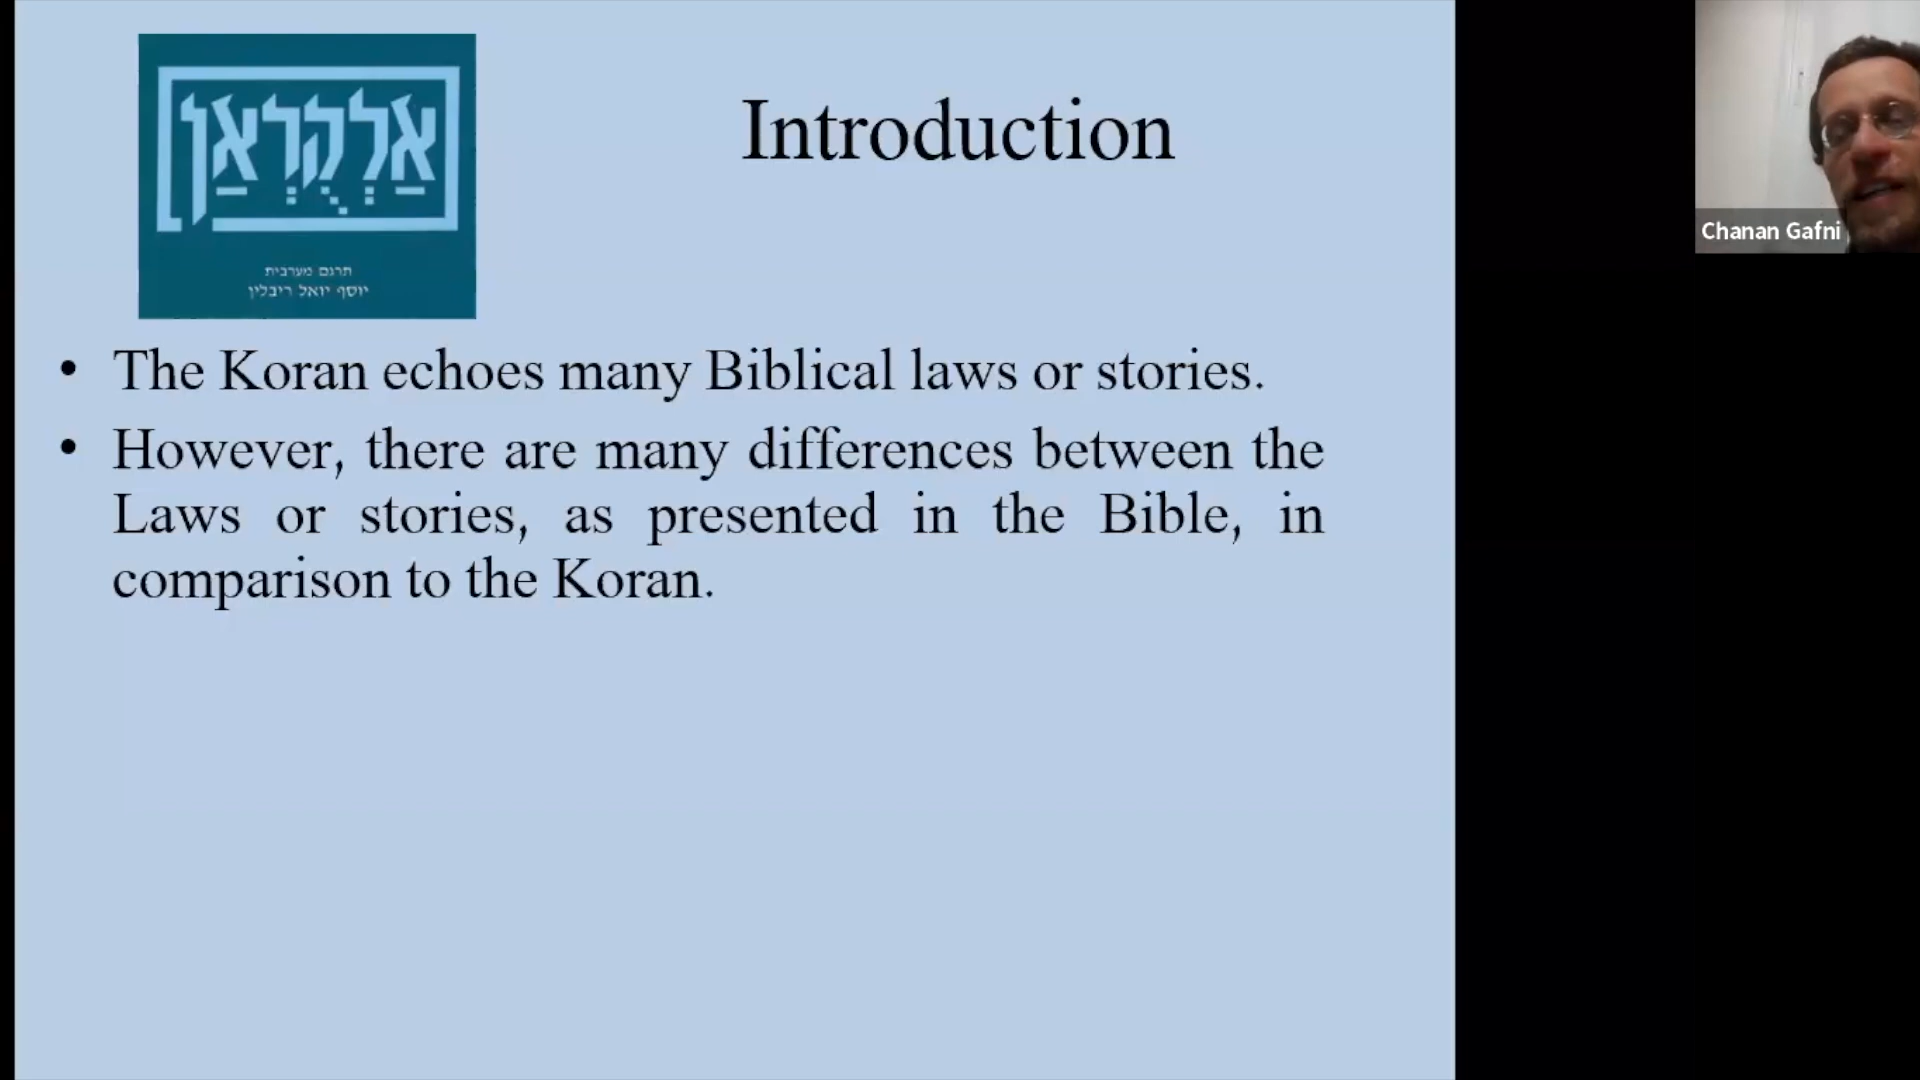 אַלְקֻרְאַן
תרגם מערבית
יוסף יואל ריבלין
Introduction
• The Koran echoes many Biblical laws or stories.
• However, there are many differences between the
Laws or stories, as presented in the Bible, in
comparison to the Koran.
Chanan Gafni